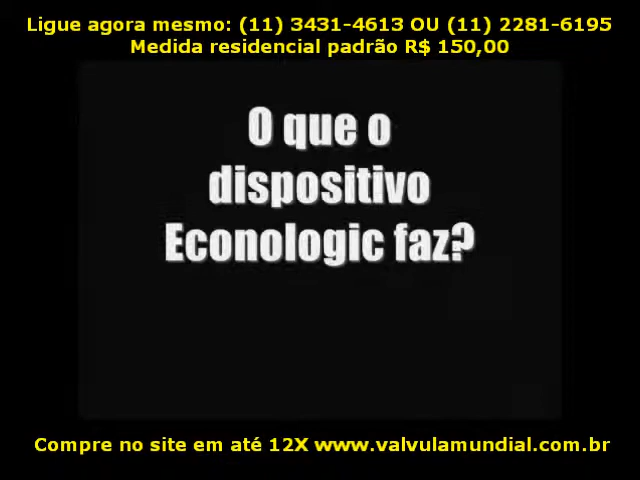 Ligue agora mesmo: (11) 3431-4613 OU (11) 2281-6195
Medida residencial padrão R$ 150,00
O que o
dispositivo
Econologic faz?
Compre no site em até 12X www.valvulamundial.com.br